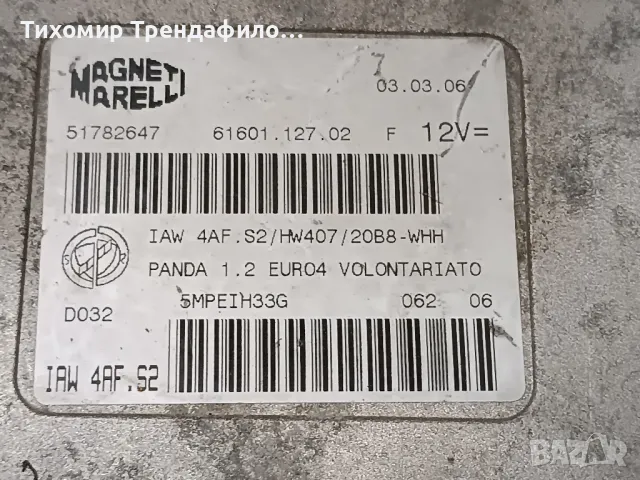 Тихомир Трендафило...
MAGNETI
MARELLI
03.03.06
51782647 61601.127.02 F 12V=
IAW 4AF.S2/HW407/20B8-WHH
PANDA 1.2 EURO4 VOLONTARIATO
D032 5MPEIH33G 062 06
IAW 4AF.S2
BAZAR